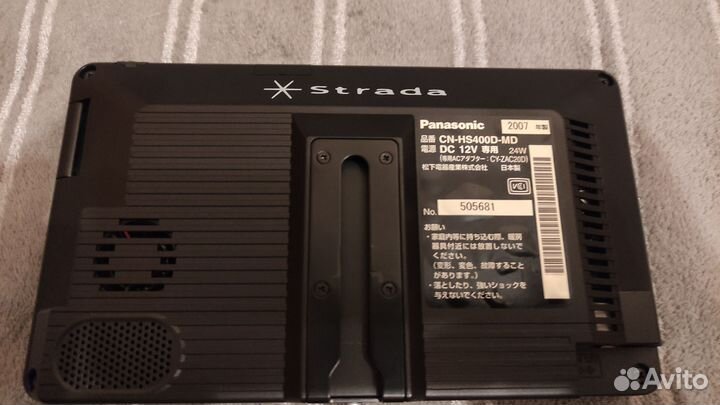 Strada
Panasonic 2007 年製
品番 CN-HS400D-MD
電源 DC 12V 専用 24W
(専用ACアダプター:CY-ZAC20D)
松下電器産業株式会社 日本製
VCI
No. 505681
お願い
・家庭内等に持ち込む際、暖房
器具付近には放置しないで
ください。
(変形、変色、故障すること
があります。)
・落としたり、強いショックを
与えないでください。
Avito